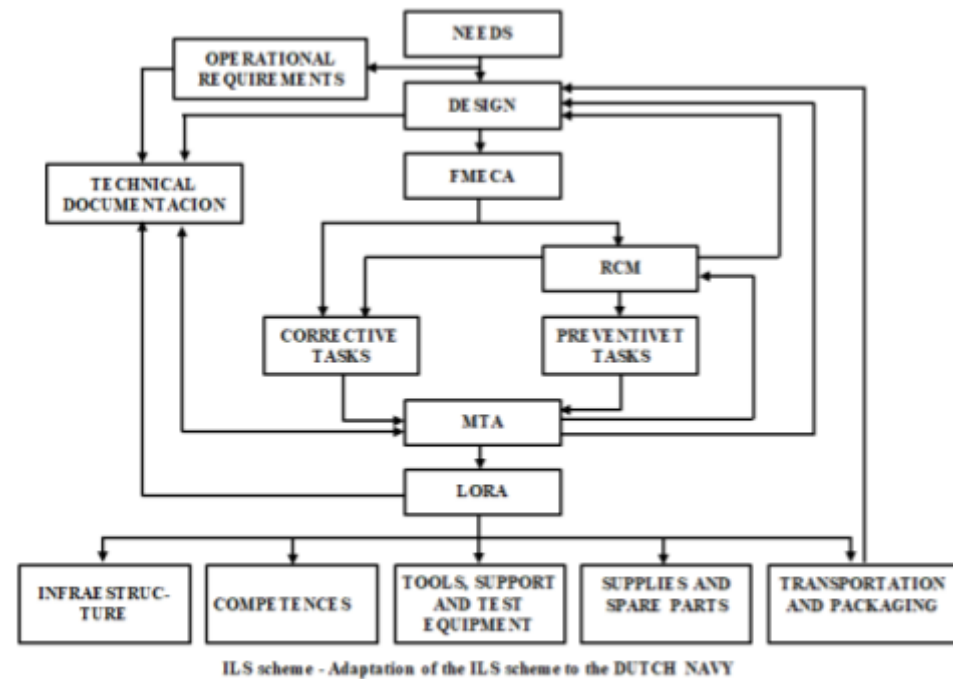 NEEDS
OPERATIONAL
REQUIREMENTS
DESIGN
FMECA
TECHNICAL
DOCUMENTACION
RCM
CORRECTIVE
TASKS
PREVENTIVET
TASKS
MTA
LORA
INFRAESTRUC-
TURE
COMPETENCES
TOOLS, SUPPORT
AND TEST
EQUIPMENT
SUPPLIES AND
SPARE PARTS
TRANSPORTATION
AND PACKAGING
ILS scheme - Adaptation of the ILS scheme to the DUTCH NAVY